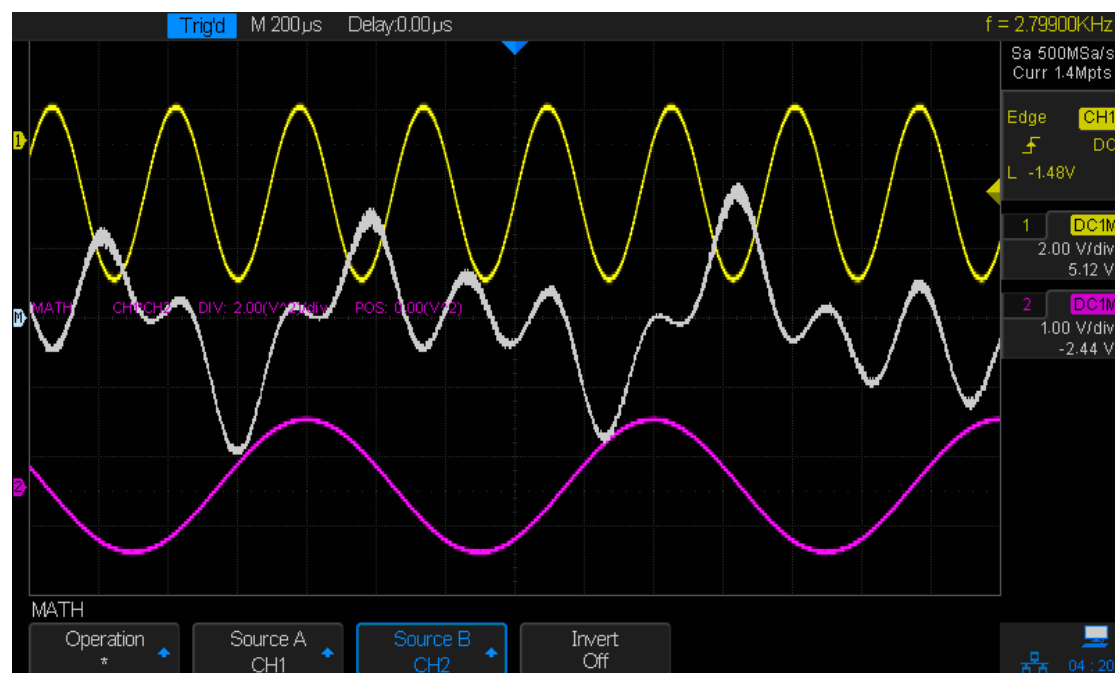 Trig'd M 200µs Delay:0.00µs f = 2.79900KHz
Sa 500MSa/s
Curr 1.4Mpts
Edge CH1
DC
L -1.48V
1 DC1M
2.00 V/div
5.12 V
2 DC1M
1.00 V/div
-2.44 V
1
M
2
MATH CH1*CH2 DIV: 2.00(V^2)/div POS: 0.00(V^2)
MATH
Operation
*
Source A
CH1
Source B
CH2
Invert
Off
04 : 20